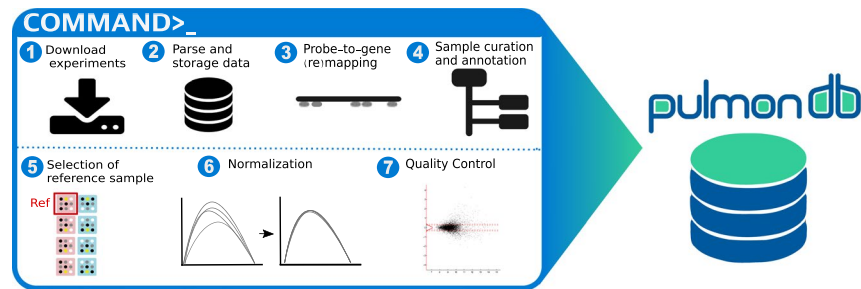 COMMAND>_
1 Download
experiments
2 Parse and
storage data
3 Probe-to-gene
(re)mapping
4 Sample curation
and annotation
5 Selection of
reference sample
Ref
6 Normalization
7 Quality Control
pulmondb